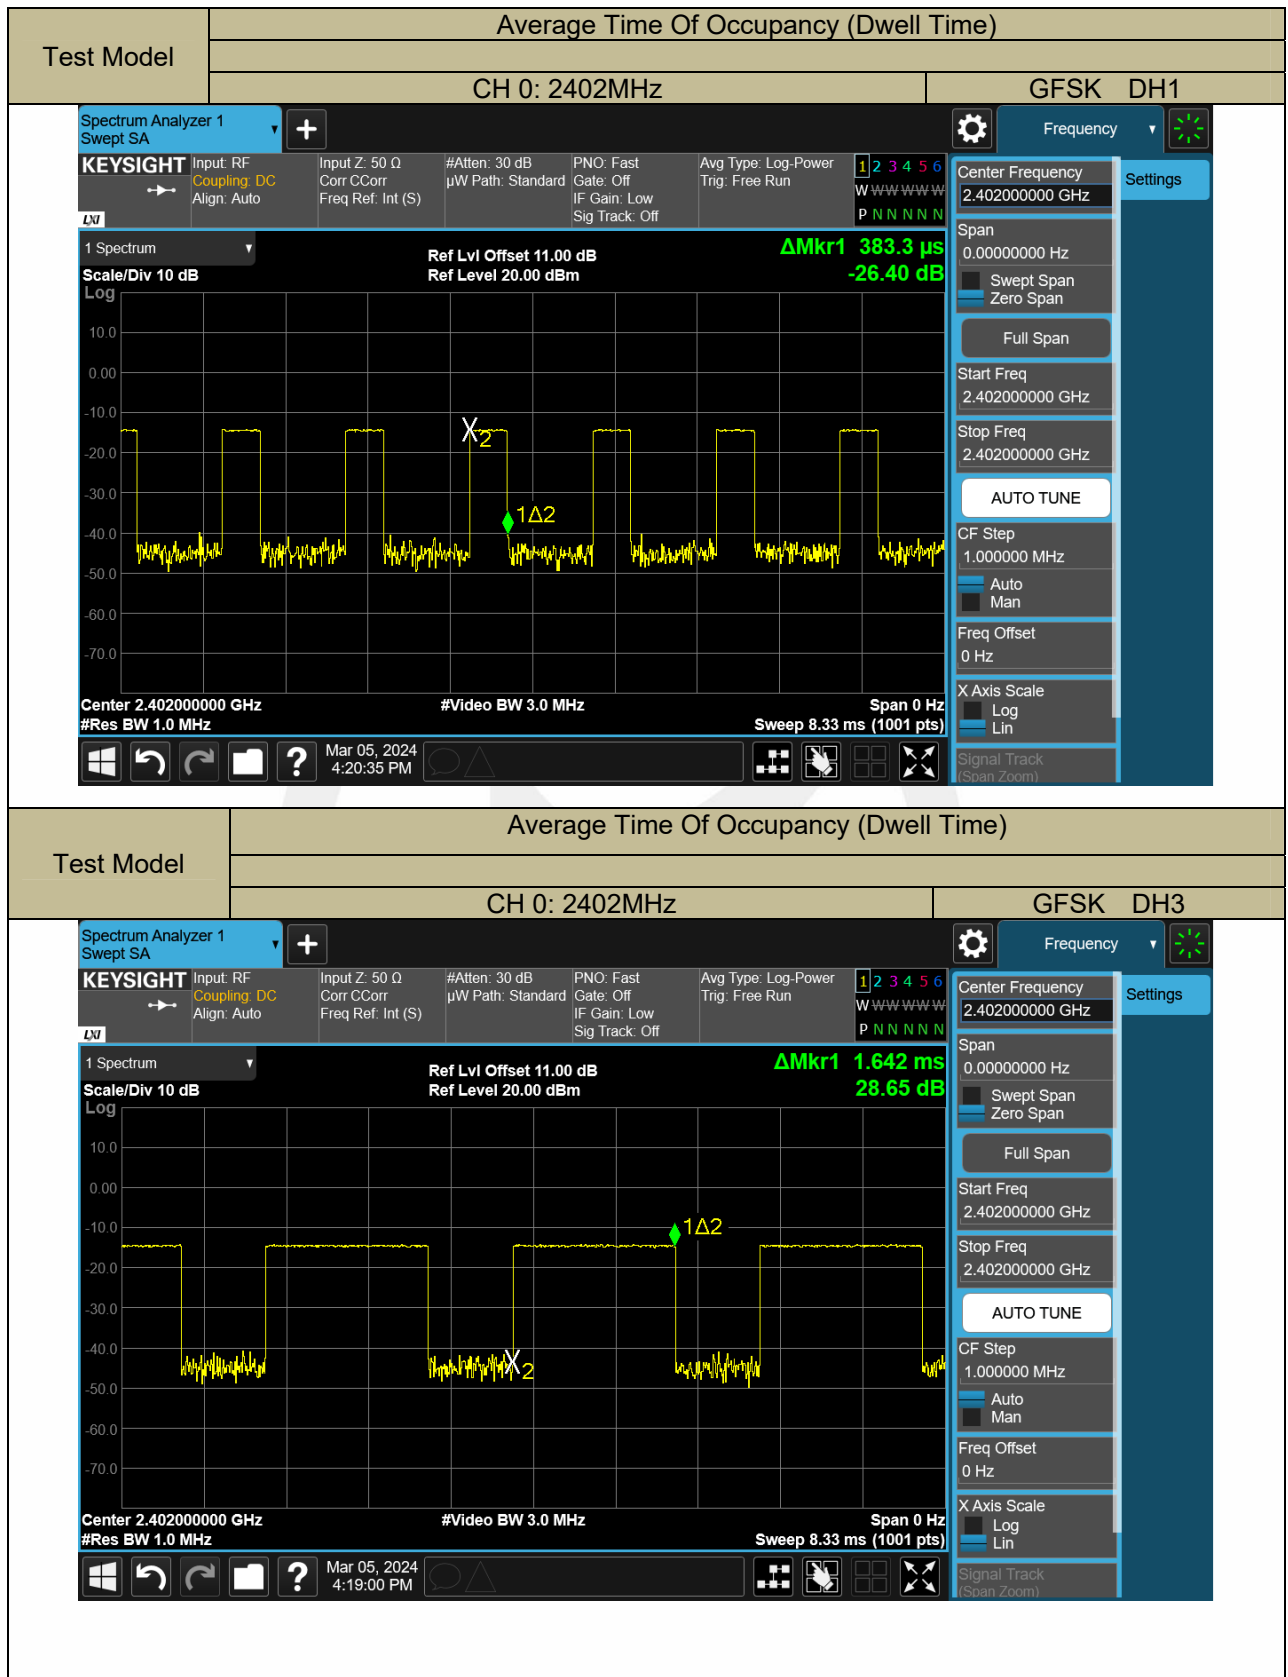 Test Model
Average Time Of Occupancy (Dwell Time)
CH 0: 2402MHz
GFSK DH1
Spectrum Analyzer 1
Swept SA
Frequency
KEYSIGHT
LXI
Input: RF
Coupling: DC
Align: Auto
Input Z: 50 Ω
Corr CCorr
Freq Ref: Int (S)
#Atten: 30 dB
µW Path: Standard
PNO: Fast
Gate: Off
IF Gain: Low
Sig Track: Off
Avg Type: Log-Power
Trig: Free Run
1 2 3 4 5 6
W W W W W W
P N N N N N
1 Spectrum
Scale/Div 10 dB
Ref Lvl Offset 11.00 dB
Ref Level 20.00 dBm
ΔMkr1 383.3 µs
-26.40 dB
Log
10.0
0.00
-10.0
-20.0
-30.0
-40.0
-50.0
-60.0
-70.0
X2
1Δ2
Center 2.402000000 GHz
#Res BW 1.0 MHz
#Video BW 3.0 MHz
Span 0 Hz
Sweep 8.33 ms (1001 pts)
Mar 05, 2024
4:20:35 PM
Center Frequency
2.402000000 GHz
Settings
Span
0.00000000 Hz
Swept Span
Zero Span
Full Span
Start Freq
2.402000000 GHz
Stop Freq
2.402000000 GHz
AUTO TUNE
CF Step
1.000000 MHz
Auto
Man
Freq Offset
0 Hz
X Axis Scale
Log
Lin
Signal Track
(Span Zoom)
Test Model
Average Time Of Occupancy (Dwell Time)
CH 0: 2402MHz
GFSK DH3
Spectrum Analyzer 1
Swept SA
Frequency
KEYSIGHT
LXI
Input: RF
Coupling: DC
Align: Auto
Input Z: 50 Ω
Corr CCorr
Freq Ref: Int (S)
#Atten: 30 dB
µW Path: Standard
PNO: Fast
Gate: Off
IF Gain: Low
Sig Track: Off
Avg Type: Log-Power
Trig: Free Run
1 2 3 4 5 6
W W W W W W
P N N N N N
1 Spectrum
Scale/Div 10 dB
Ref Lvl Offset 11.00 dB
Ref Level 20.00 dBm
ΔMkr1 1.642 ms
28.65 dB
Log
10.0
0.00
-10.0
-20.0
-30.0
-40.0
-50.0
-60.0
-70.0
1Δ2
X2
Center 2.402000000 GHz
#Res BW 1.0 MHz
#Video BW 3.0 MHz
Span 0 Hz
Sweep 8.33 ms (1001 pts)
Mar 05, 2024
4:19:00 PM
Center Frequency
2.402000000 GHz
Settings
Span
0.00000000 Hz
Swept Span
Zero Span
Full Span
Start Freq
2.402000000 GHz
Stop Freq
2.402000000 GHz
AUTO TUNE
CF Step
1.000000 MHz
Auto
Man
Freq Offset
0 Hz
X Axis Scale
Log
Lin
Signal Track
(Span Zoom)